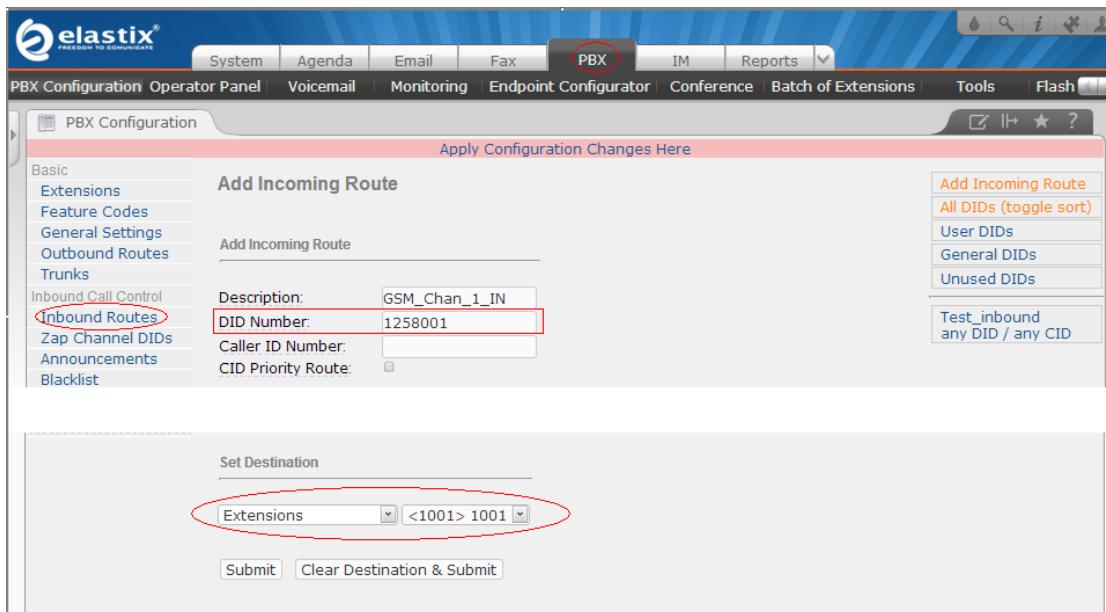 elastix®
FREEDOM TO COMUNICATE
System Agenda Email Fax PBX IM Reports
PBX Configuration Operator Panel Voicemail Monitoring Endpoint Configurator Conference Batch of Extensions Tools Flash
PBX Configuration
Apply Configuration Changes Here
Basic
Extensions
Feature Codes
General Settings
Outbound Routes
Trunks
Inbound Call Control
Inbound Routes
Zap Channel DIDs
Announcements
Blacklist
Add Incoming Route
Add Incoming Route
Description: GSM_Chan_1_IN
DID Number: 1258001
Caller ID Number:
CID Priority Route:
Add Incoming Route
All DIDs (toggle sort)
User DIDs
General DIDs
Unused DIDs
Test_inbound
any DID / any CID
Set Destination
Extensions <1001> 1001
Submit Clear Destination & Submit